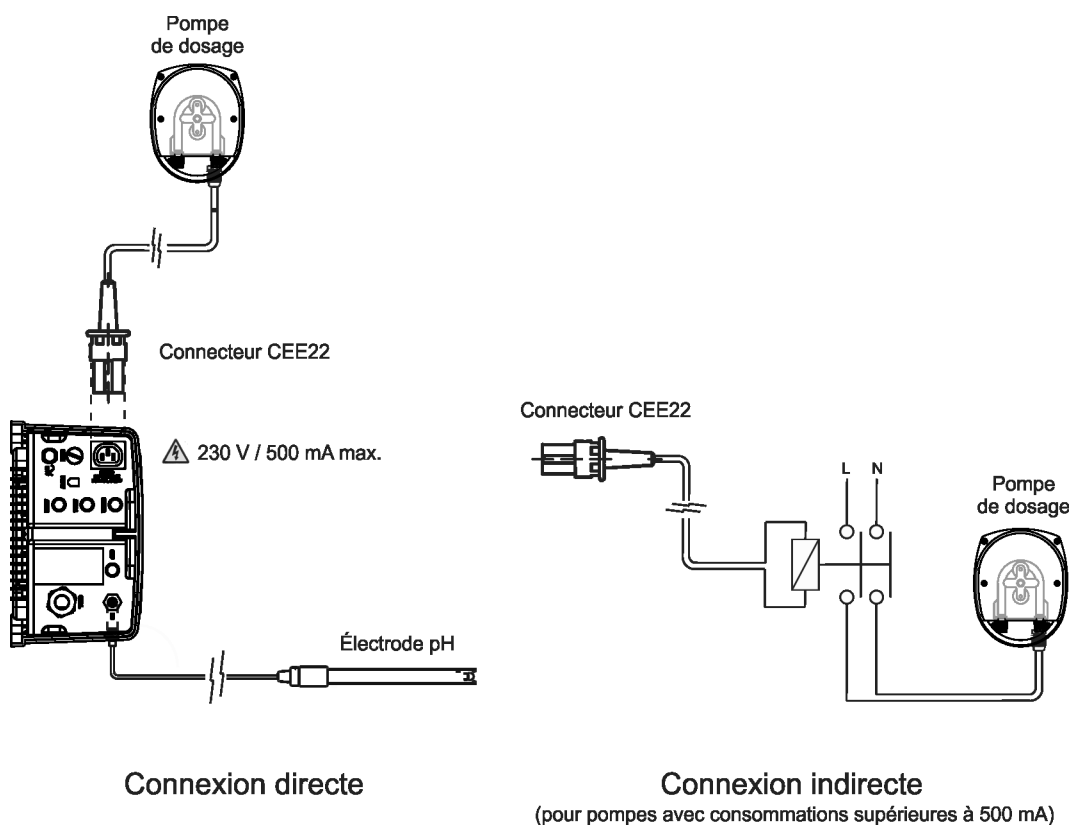 Pompe
de dosage
Connecteur CEE22
230 V / 500 mA max.
Électrode pH
Connexion directe
Connecteur CEE22
L N
Pompe
de dosage
Connexion indirecte
(pour pompes avec consommations supérieures à 500 mA)